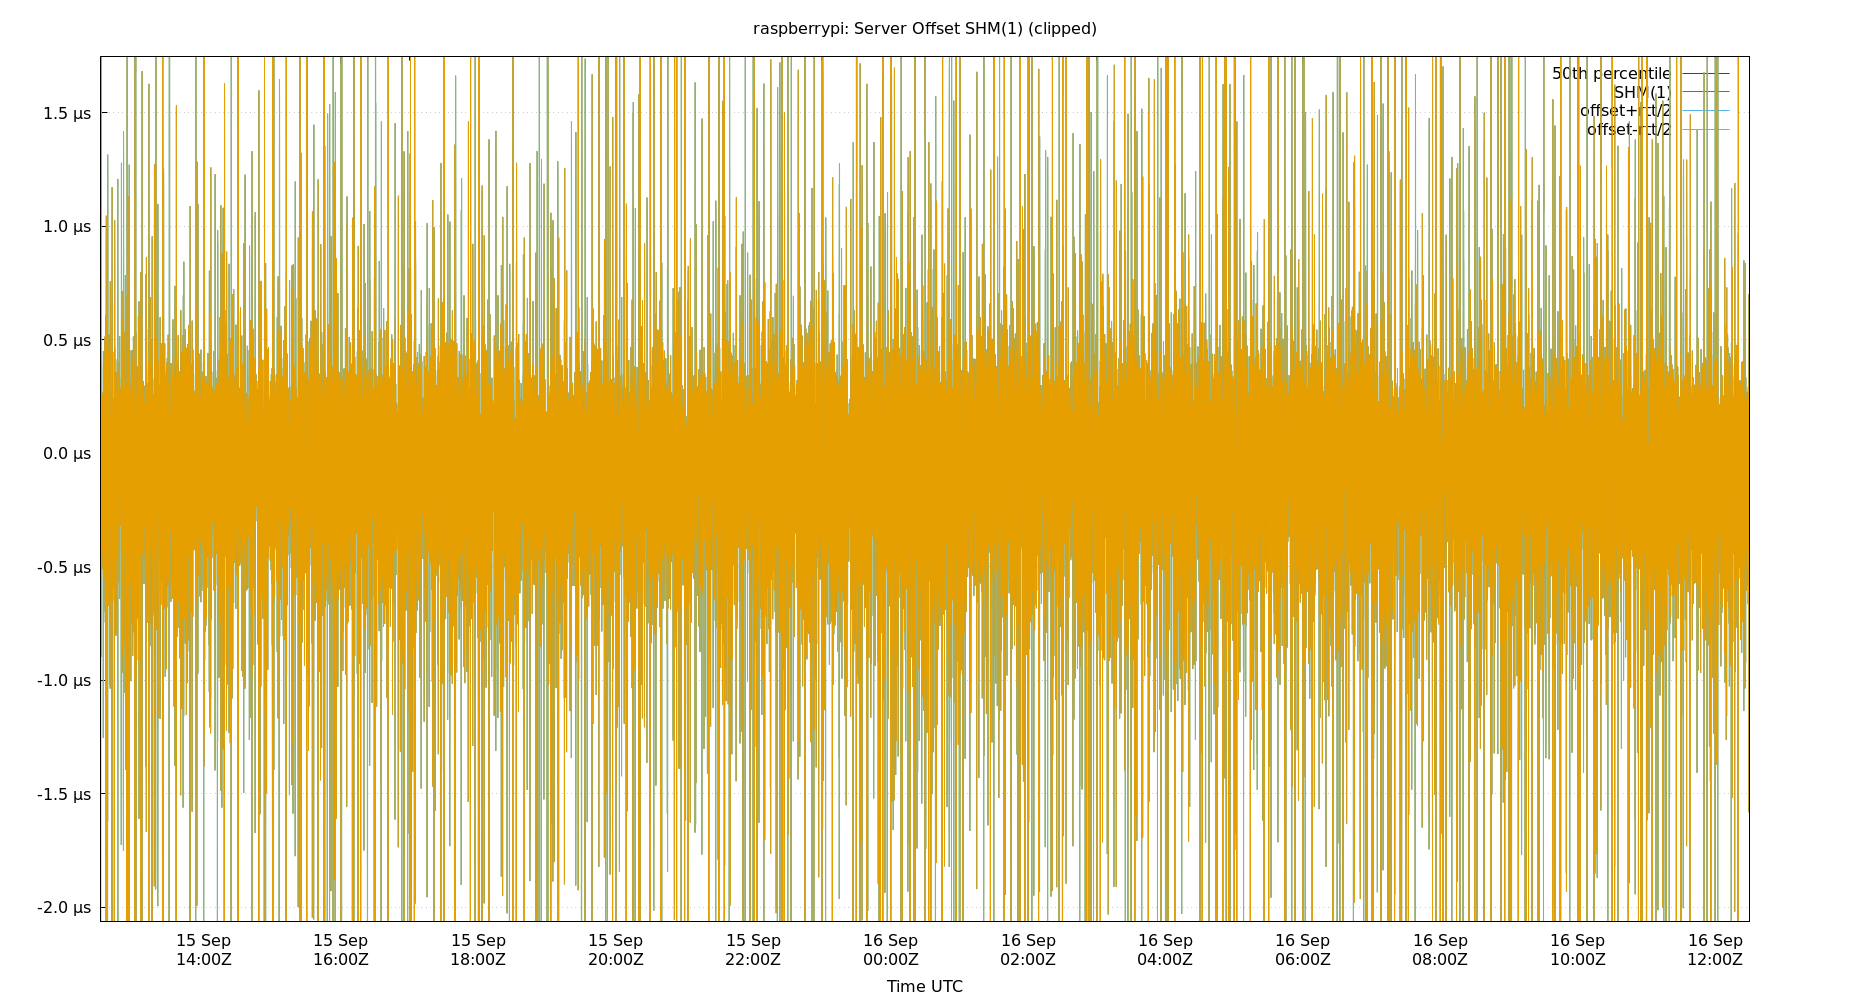 raspberrypi: Server Offset SHM(1) (clipped)
50th percentile
SHM(1)
offset+rtt/2
offset-rtt/2
1.5 µs
1.0 µs
0.5 µs
0.0 µs
-0.5 µs
-1.0 µs
-1.5 µs
-2.0 µs
15 Sep 15 Sep 15 Sep 15 Sep 15 Sep 16 Sep 16 Sep 16 Sep 16 Sep 16 Sep 16 Sep 16 Sep
14:00Z 16:00Z 18:00Z 20:00Z 22:00Z 00:00Z 02:00Z 04:00Z 06:00Z 08:00Z 10:00Z 12:00Z
Time UTC